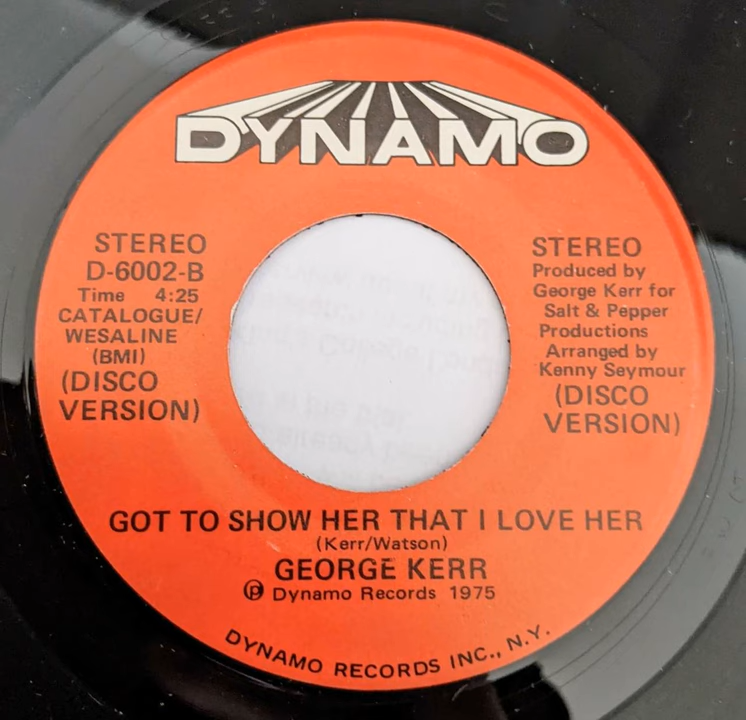 DYNAMO
STEREO
D-6002-B
Time 4:25
CATALOGUE/
WESALINE
(BMI)
(DISCO
VERSION)
STEREO
Produced by
George Kerr for
Salt & Pepper
Productions
Arranged by
Kenny Seymour
(DISCO
VERSION)
GOT TO SHOW HER THAT I LOVE HER
(Kerr/Watson)
GEORGE KERR
℗ Dynamo Records 1975
DYNAMO RECORDS INC., N.Y.